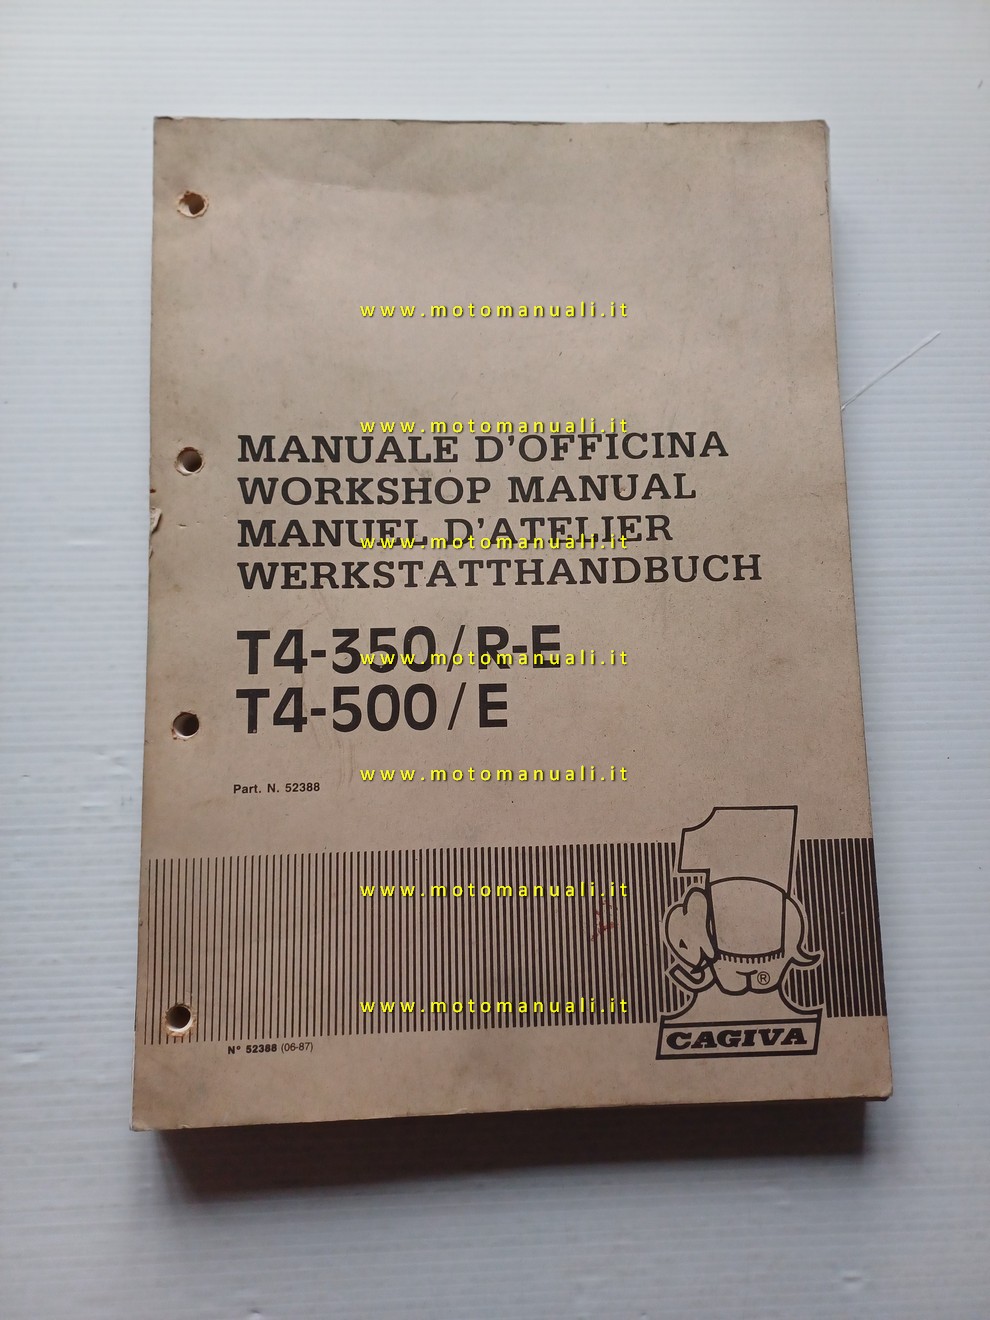 www.motomanuali.it
www.motomanuali.it
MANUALE D'OFFICINA
WORKSHOP MANUAL
MANUEL D'ATELIER
www.motomanuali.it
WERKSTATTHANDBUCH
T4-350/R-E
www.motomanuali.it
T4-500/E
www.motomanuali.it
Part. N. 52388
1
www.motomanuali.it
®
www.motomanuali.it
CAGIVA
N° 52388 (06-87)